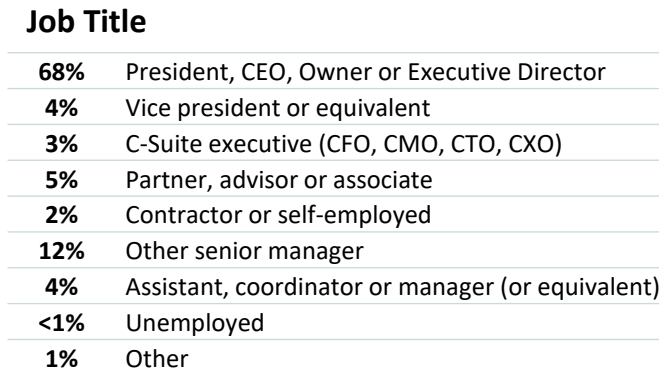 Job Title
68% President, CEO, Owner or Executive Director
4% Vice president or equivalent
3% C-Suite executive (CFO, CMO, CTO, CXO)
5% Partner, advisor or associate
2% Contractor or self-employed
12% Other senior manager
4% Assistant, coordinator or manager (or equivalent)
<1% Unemployed
1% Other